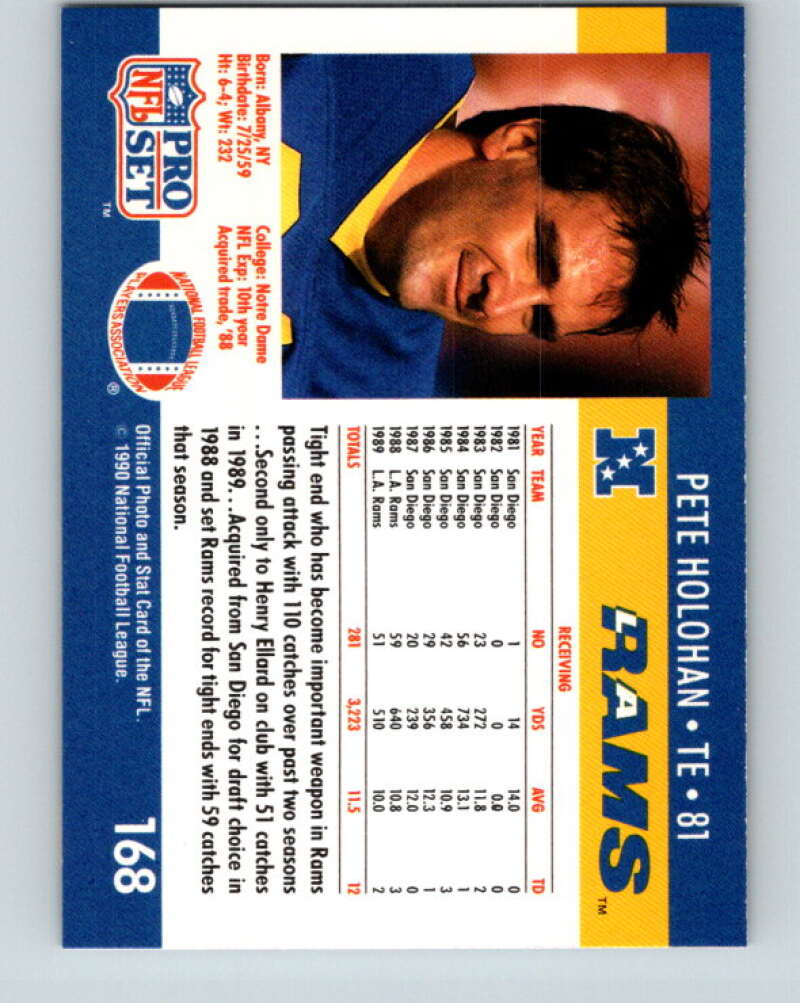 PETE HOLOHAN • TE • 81
N
L.A. RAMS™
Born: Albany, NY
Birthdate: 7/25/59
Ht: 6-4; Wt: 232
College: Notre Dame
NFL Exp: 10th year
Acquired trade, '88
RECEIVING
YEAR TEAM NO YDS AVG TD
1981 San Diego 1 14 14.0 0
1982 San Diego 0 0 0.0 0
1983 San Diego 23 272 11.8 2
1984 San Diego 56 734 13.1 1
1985 San Diego 42 458 10.9 3
1986 San Diego 29 356 12.3 1
1987 San Diego 20 239 12.0 0
1988 L.A. Rams 59 640 10.8 3
1989 L.A. Rams 51 510 10.0 2
TOTALS 281 3,223 11.5 12
Tight end who has become important weapon in Rams
passing attack with 110 catches over past two seasons
...Second only to Henry Ellard on club with 51 catches
in 1989...Acquired from San Diego for draft choice in
1988 and set Rams record for tight ends with 59 catches
that season.
NFL PRO SET™
NATIONAL FOOTBALL LEAGUE
PLAYERS ASSOCIATION®
Official Photo and Stat Card of the NFL.
© 1990 National Football League.
168